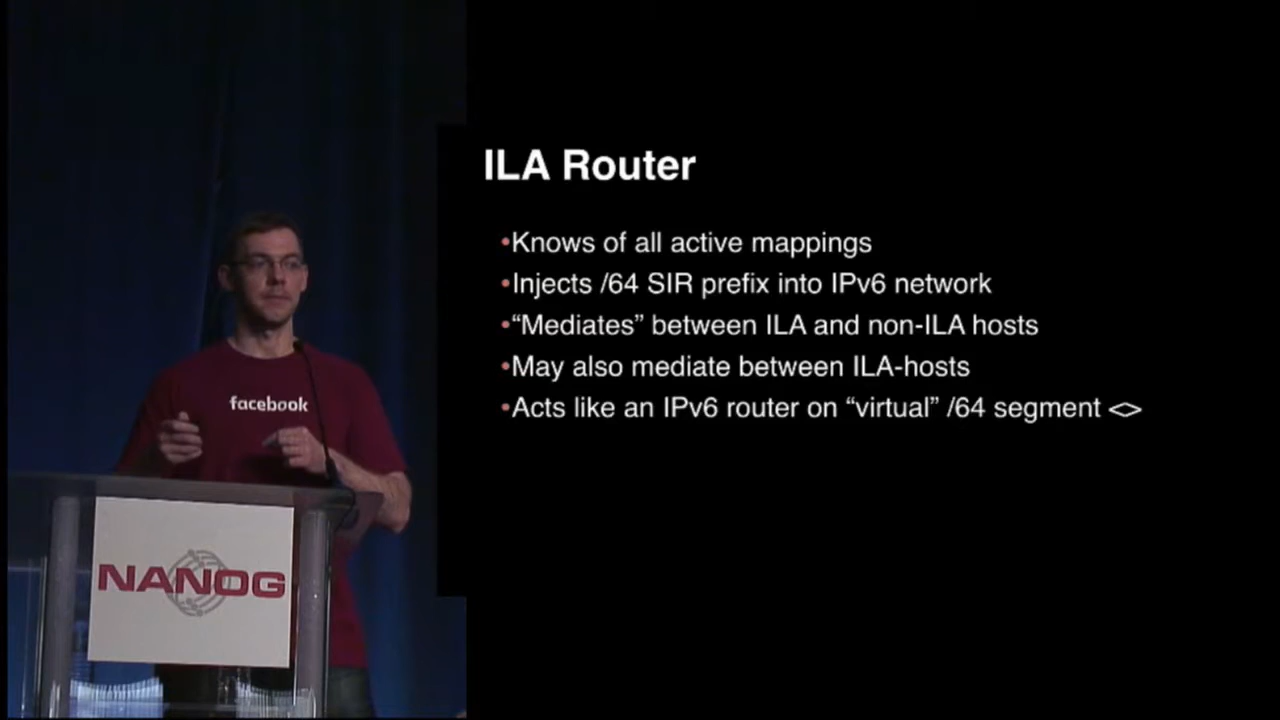 ILA Router
•Knows of all active mappings
•Injects /64 SIR prefix into IPv6 network
•“Mediates” between ILA and non-ILA hosts
•May also mediate between ILA-hosts
•Acts like an IPv6 router on “virtual” /64 segment <>
facebook
NANOG